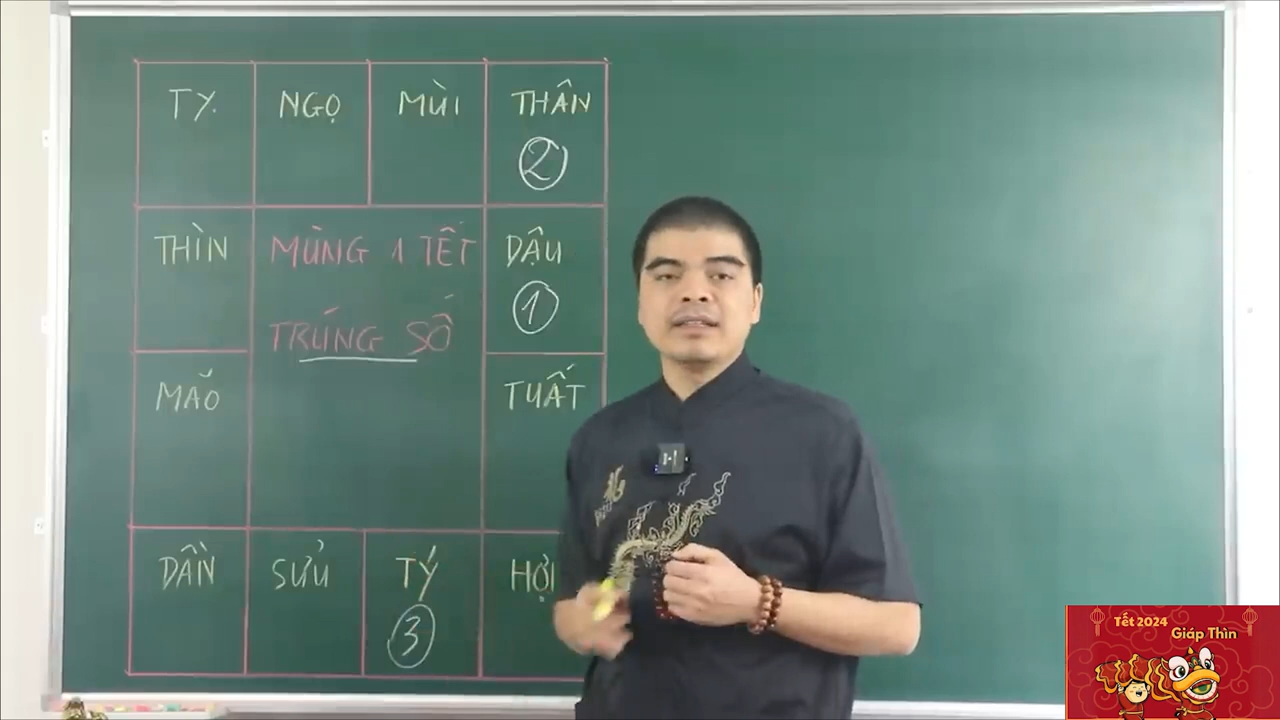 TỴ
NGỌ
MÙI
THÂN
②
THÌN
MÙNG 1 TẾT
DẬU
①
TRÚNG SỐ
MÃO
TUẤT
DẦN
SỬU
TÝ
HỢI
③
Tết 2024
Giáp Thìn